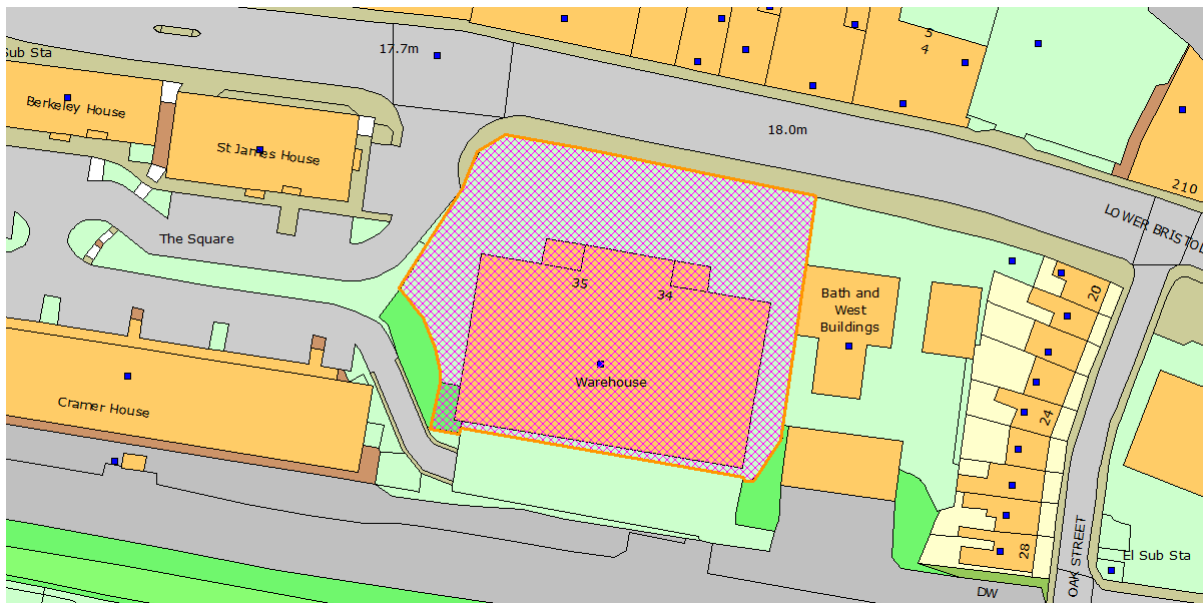 5
4
17.7m
Sub Sta
Berkeley House
St James House
18.0m
210
LOWER BRISTOL
The Square
35
34
20
Bath and
West
Buildings
Warehouse
Cramer House
24
28
OAK STREET
El Sub Sta
DW